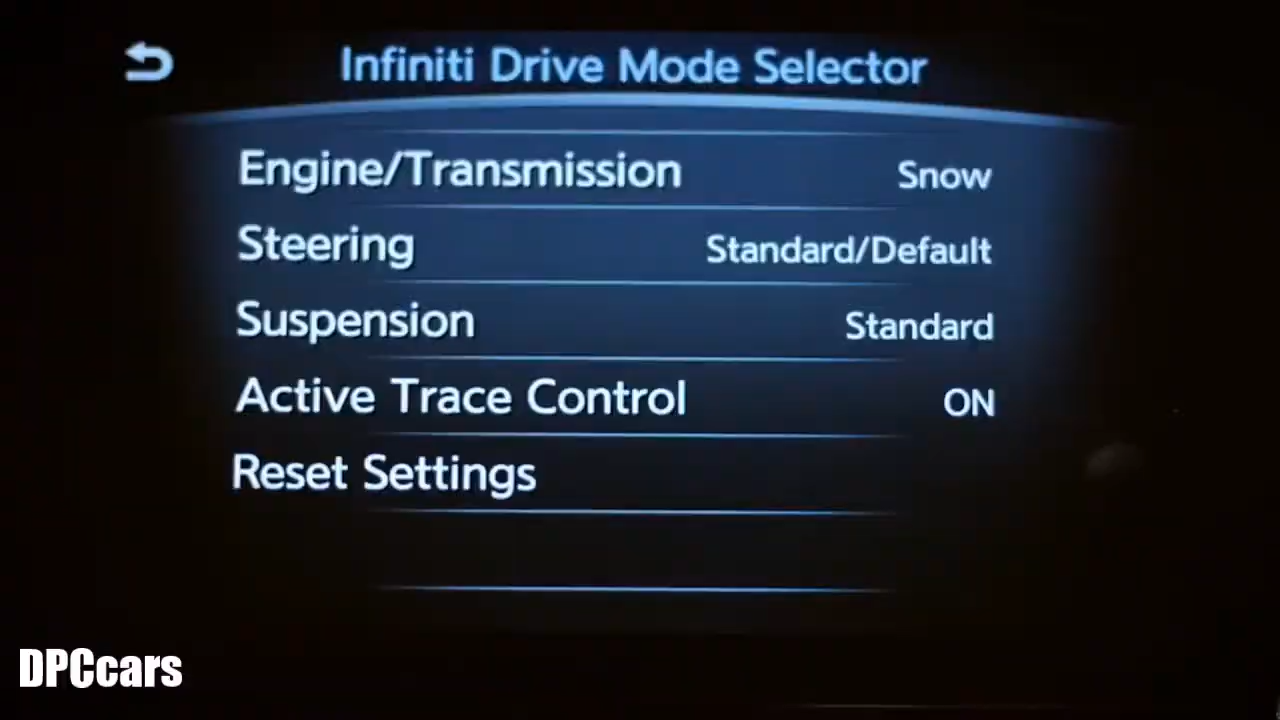 Infiniti Drive Mode Selector
Engine/Transmission Snow
Steering Standard/Default
Suspension Standard
Active Trace Control ON
Reset Settings
DPCcars